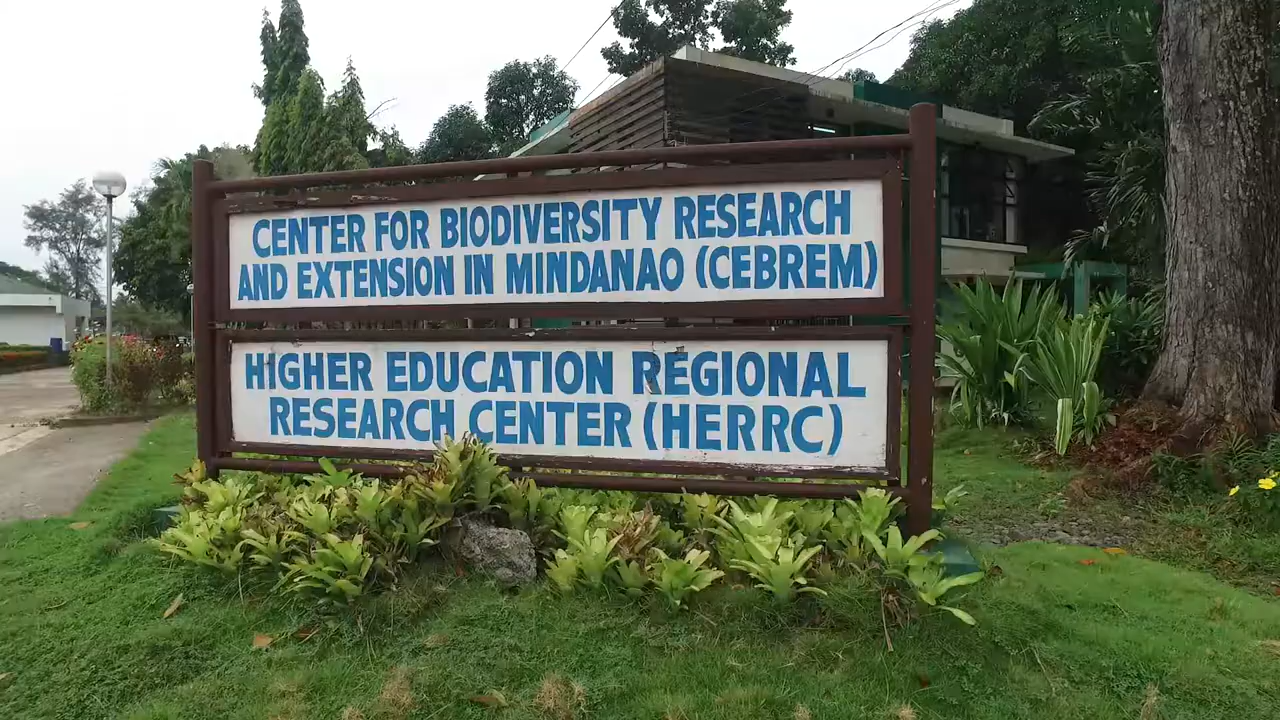 CENTER FOR BIODIVERSITY RESEARCH
AND EXTENSION IN MINDANAO (CEBREM)
HIGHER EDUCATION REGIONAL
RESEARCH CENTER (HERRC)